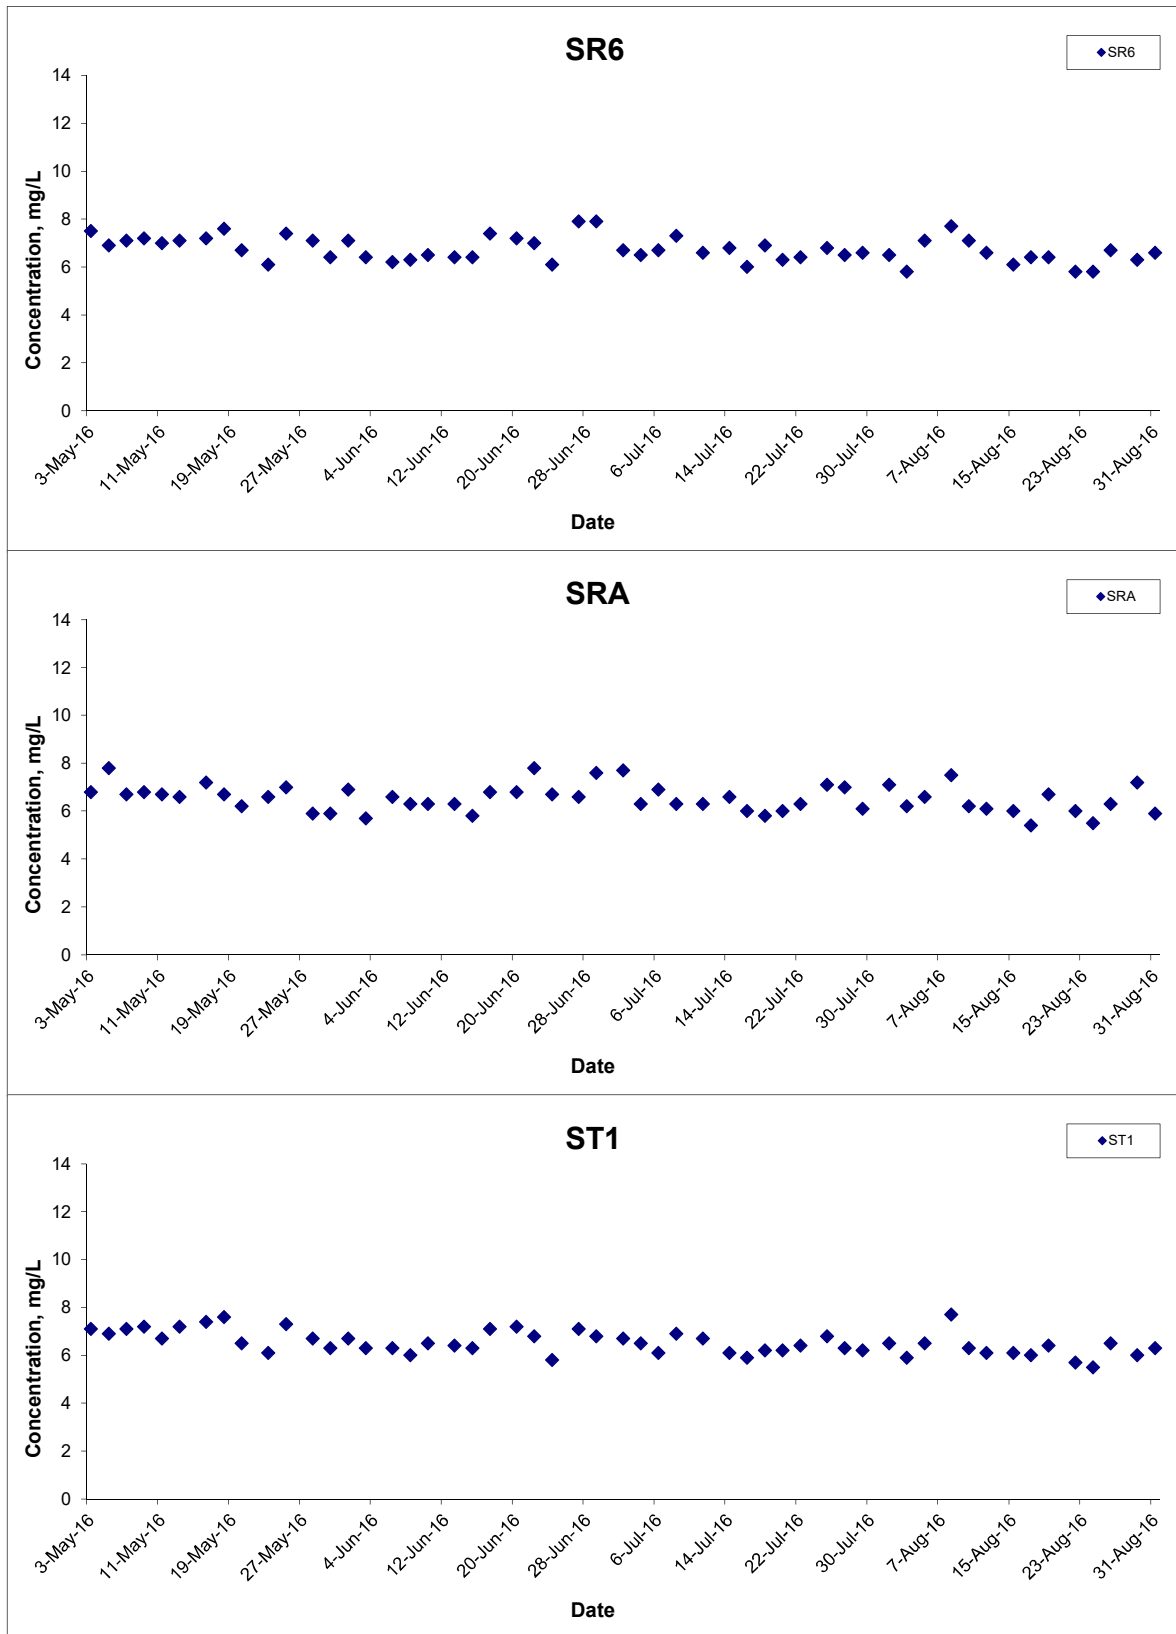 SR6
SR6
14
12
10
8
6
4
2
0
Concentration, mg/L
3-May-16
11-May-16
19-May-16
27-May-16
4-Jun-16
12-Jun-16
20-Jun-16
28-Jun-16
6-Jul-16
14-Jul-16
22-Jul-16
30-Jul-16
7-Aug-16
15-Aug-16
23-Aug-16
31-Aug-16
Date
SRA
SRA
14
12
10
8
6
4
2
0
Concentration, mg/L
3-May-16
11-May-16
19-May-16
27-May-16
4-Jun-16
12-Jun-16
20-Jun-16
28-Jun-16
6-Jul-16
14-Jul-16
22-Jul-16
30-Jul-16
7-Aug-16
15-Aug-16
23-Aug-16
31-Aug-16
Date
ST1
ST1
14
12
10
8
6
4
2
0
Concentration, mg/L
3-May-16
11-May-16
19-May-16
27-May-16
4-Jun-16
12-Jun-16
20-Jun-16
28-Jun-16
6-Jul-16
14-Jul-16
22-Jul-16
30-Jul-16
7-Aug-16
15-Aug-16
23-Aug-16
31-Aug-16
Date